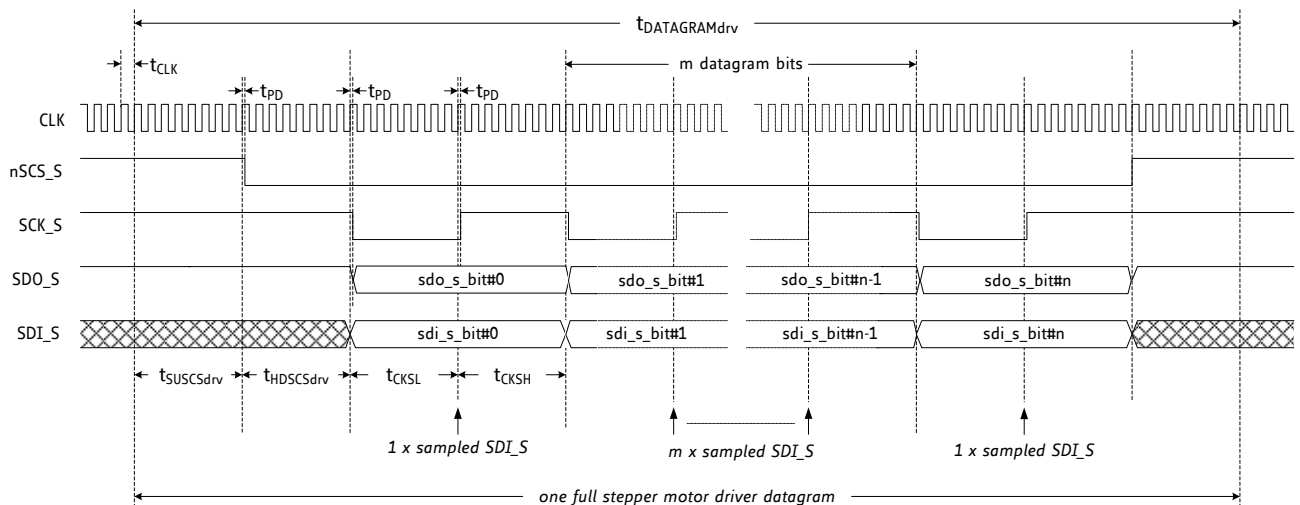 tDATAGRAMdrv
tCLK
m datagram bits
tPD tPD tPD
CLK
nSCS_S
SCK_S
SDO_S sdo_s_bit#0 sdo_s_bit#1 sdo_s_bit#n-1 sdo_s_bit#n
SDI_S sdi_s_bit#0 sdi_s_bit#1 sdi_s_bit#n-1 sdi_s_bit#n
tSUSCSdrv tHDSCSdrv tCKSL tCKSH
1 x sampled SDI_S m x sampled SDI_S 1 x sampled SDI_S
one full stepper motor driver datagram